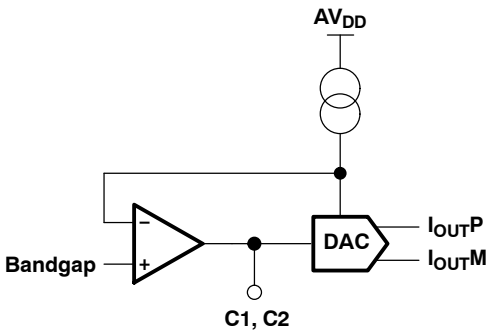 AVDD
−
+
Bandgap
DAC
IOUTP
IOUTM
C1, C2